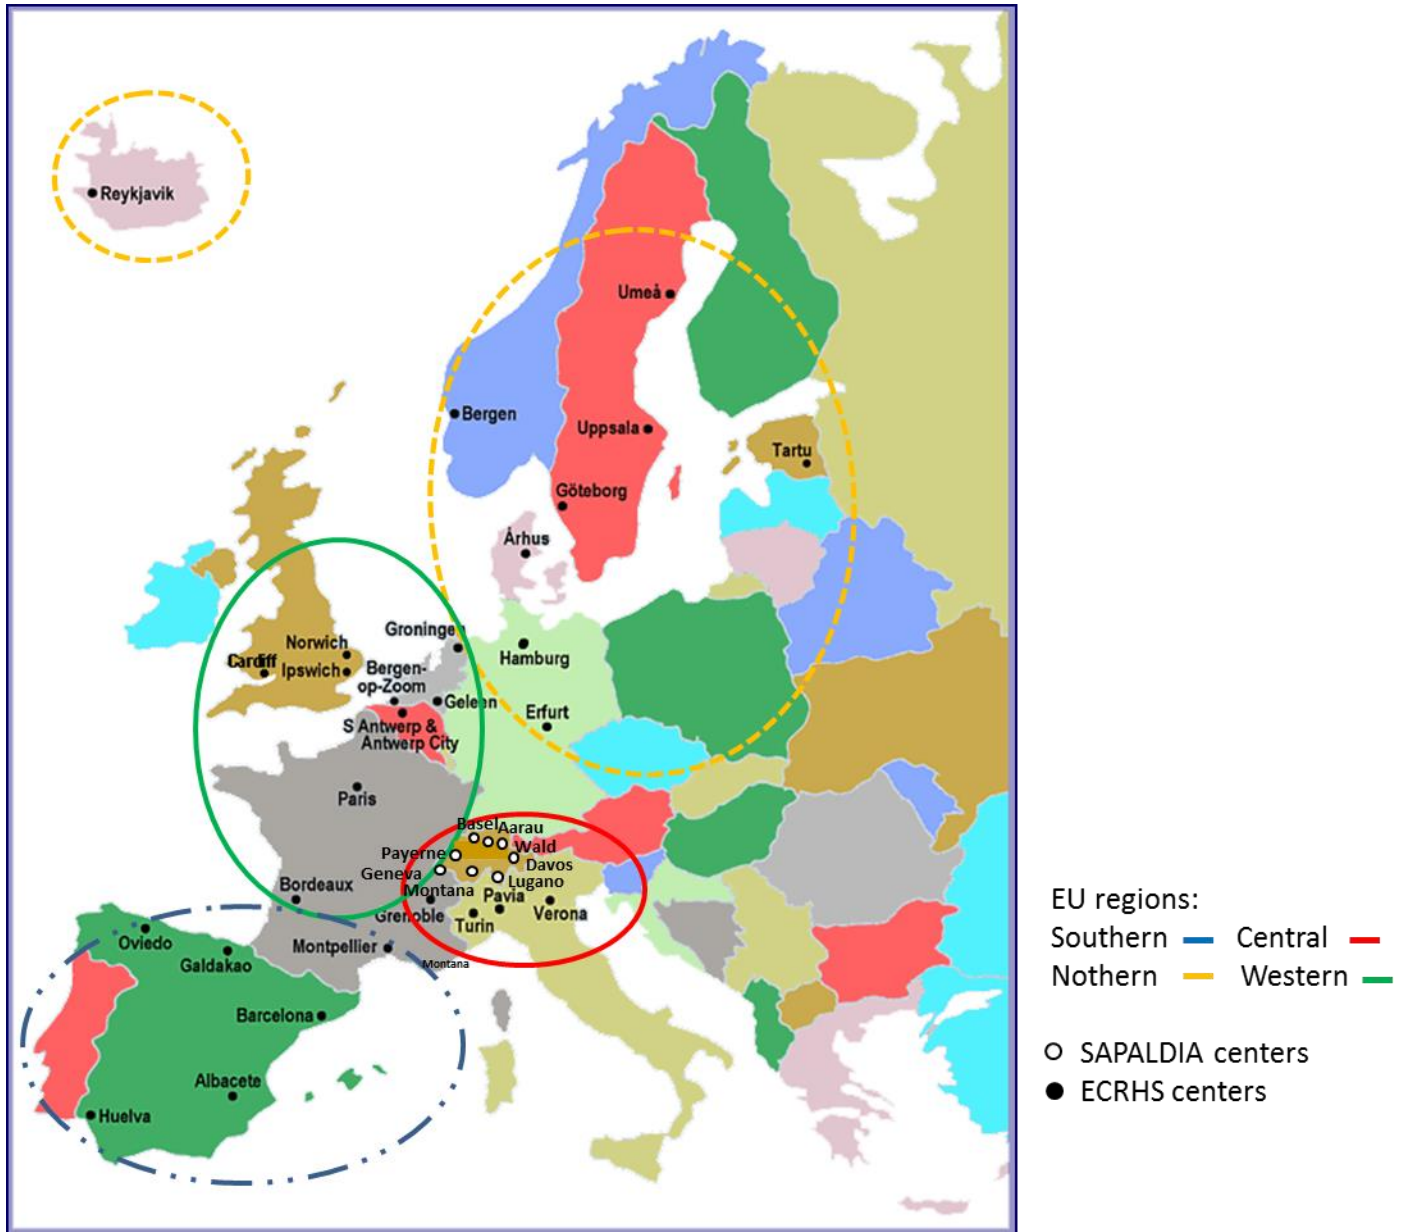 Reykjavik
Umeå
Bergen
Uppsala
Tartu
Göteborg
Århus
Groningen
Norwich
Hamburg
Cardiff
Ipswich
Bergen-
op-Zoom
Geleen
Erfurt
S Antwerp &
Antwerp City
Paris
Basel
Aarau
Payerne
Wald
Geneva
Davos
Montana
Lugano
Bordeaux
Pavia
Grenoble
Turin
Verona
Oviedo
Galdakao
Montpellier
Montana
Barcelona
Albacete
Huelva
EU regions:
Southern Central
Nothern Western
SAPALDIA centers
ECRHS centers